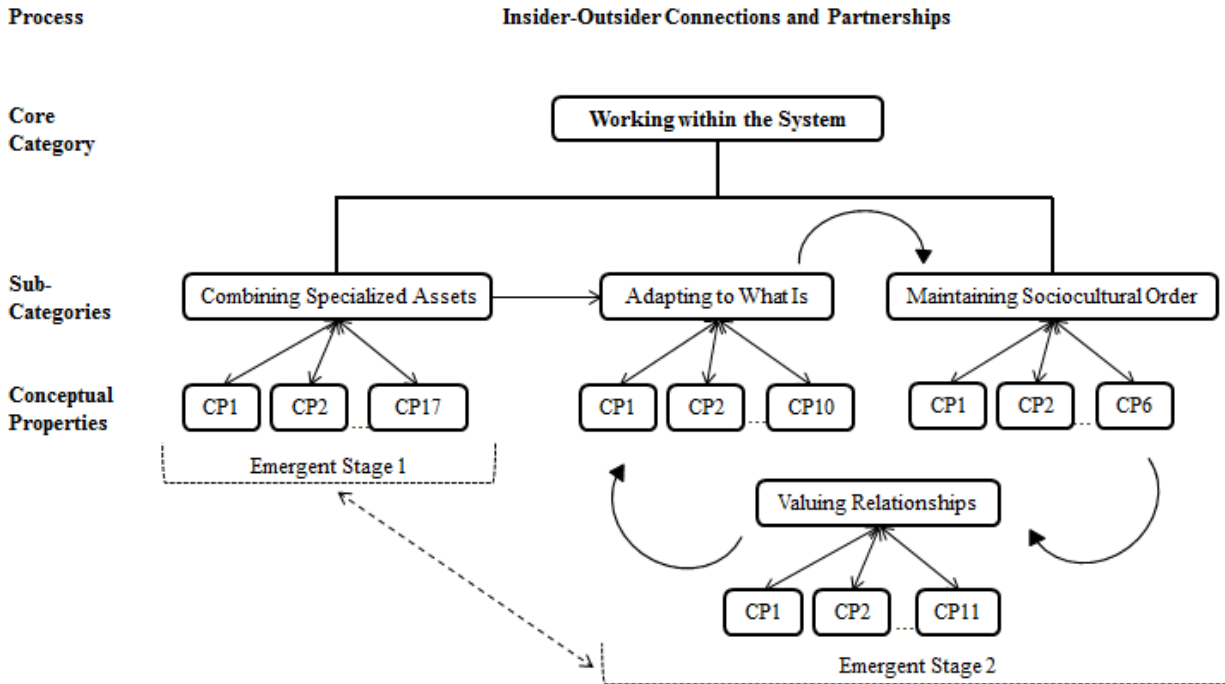 Process
Insider-Outsider Connections and Partnerships
Core
Category
Working within the System
Sub-
Categories
Combining Specialized Assets
Adapting to What Is
Maintaining Sociocultural Order
Conceptual
Properties
CP1
CP2
CP17
CP1
CP2
CP10
CP1
CP2
CP6
Emergent Stage 1
Valuing Relationships
CP1
CP2
CP11
Emergent Stage 2